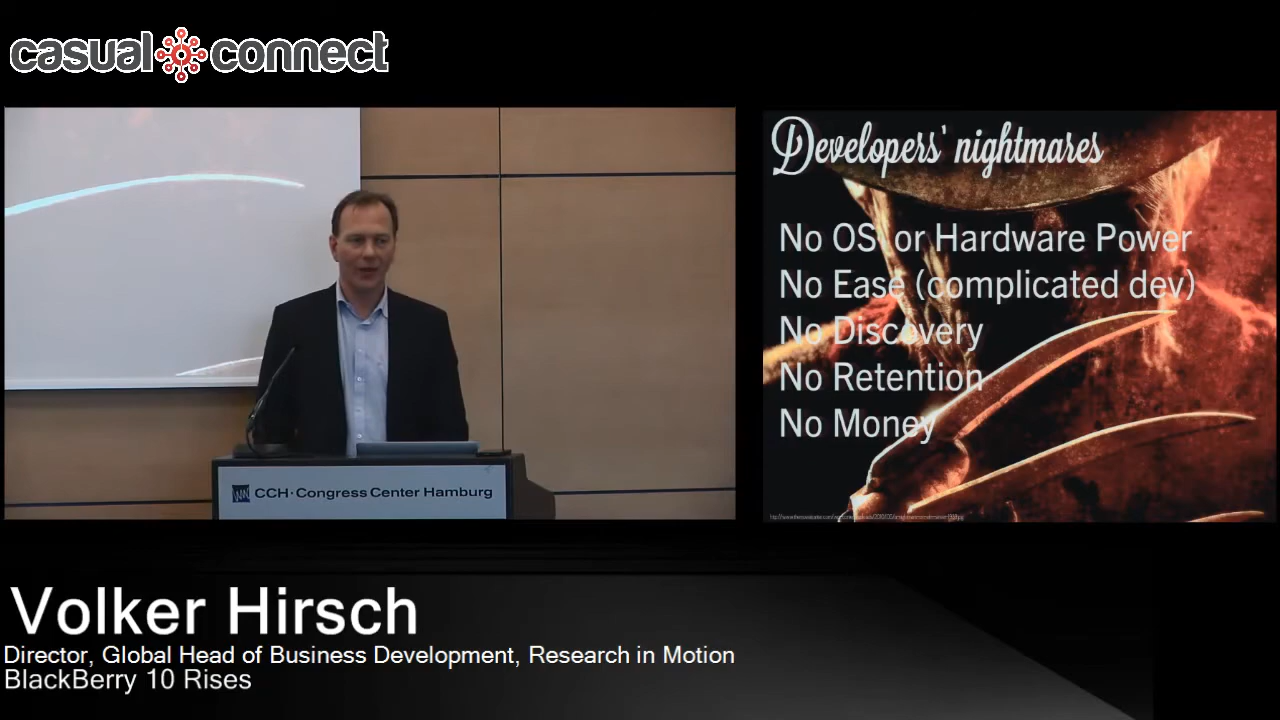 casual connect
Developers' nightmares
No OS or Hardware Power
No Ease (complicated dev)
No Discovery
No Retention
No Money
CCH·Congress Center Hamburg
Volker Hirsch
Director, Global Head of Business Development, Research in Motion
BlackBerry 10 Rises